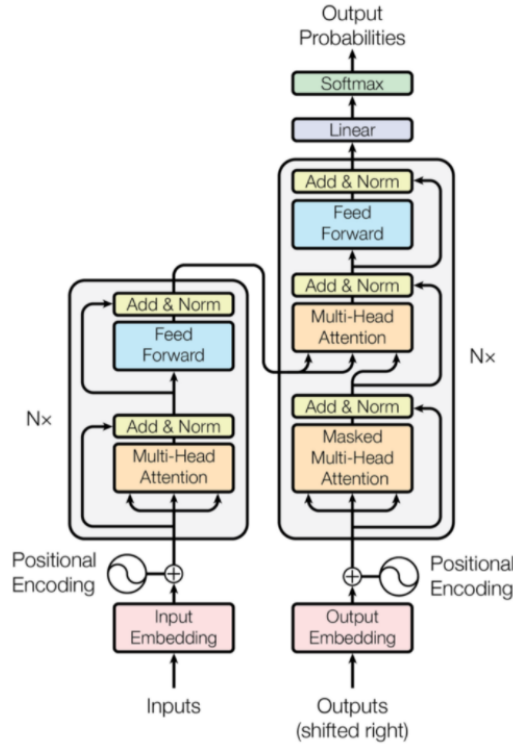 Output
Probabilities
Softmax
Linear
Add & Norm
Feed
Forward
Add & Norm
Multi-Head
Attention
Add & Norm
Masked
Multi-Head
Attention
N×
Add & Norm
Feed
Forward
Add & Norm
Multi-Head
Attention
N×
Positional
Encoding
Positional
Encoding
Input
Embedding
Output
Embedding
Inputs
Outputs
(shifted right)